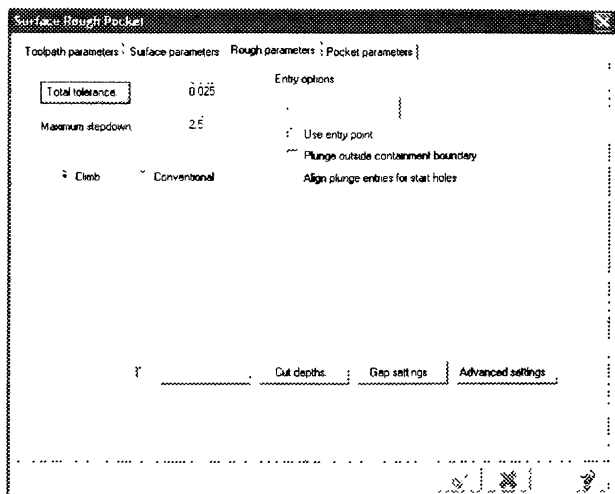 Surface Rough Pocket
Toolpath parameters Surface parameters Rough parameters Pocket parameters
Total tolerance. 0.025
Entry options
Maximum stepdown. 2.5
Use entry point
Plunge outside containment boundary
Climb Conventional Align plunge entries for start holes
Cut depths. Gap settings Advanced settings